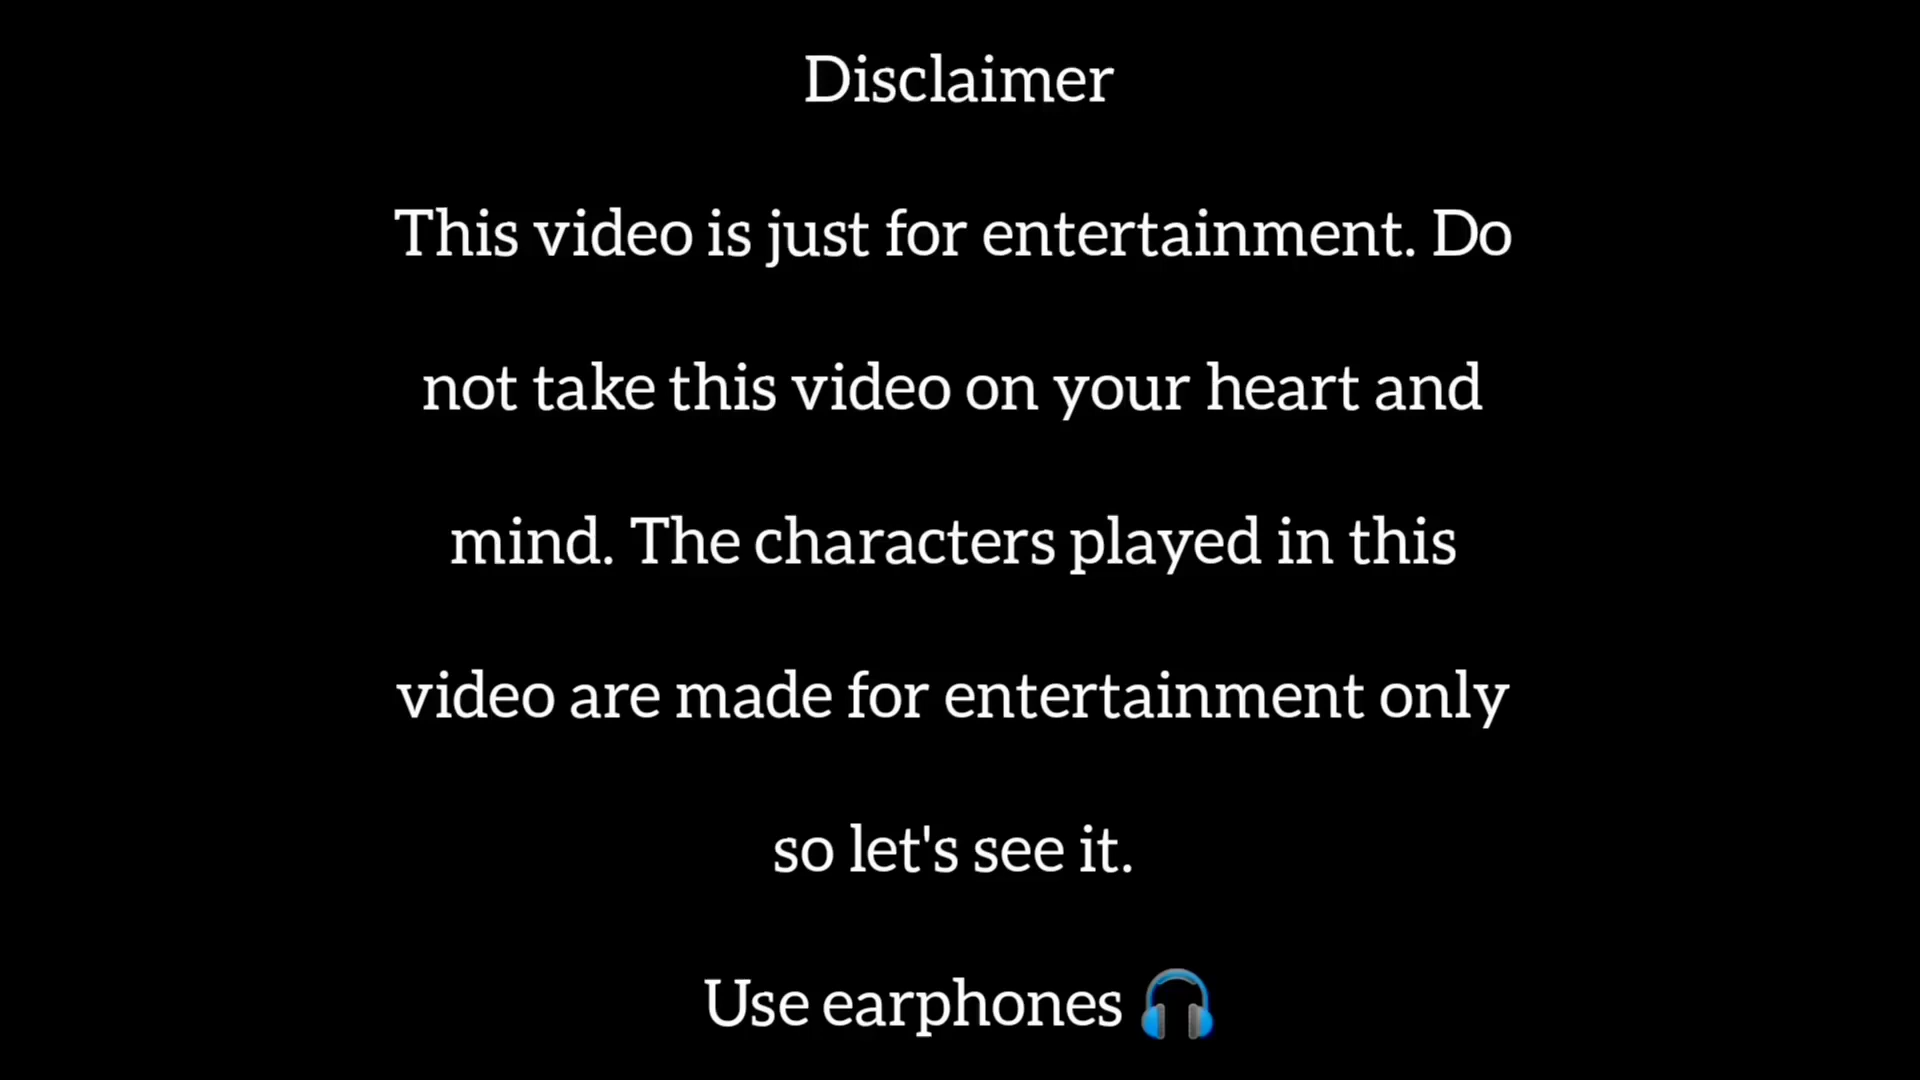 Disclaimer
This video is just for entertainment. Do
not take this video on your heart and
mind. The characters played in this
video are made for entertainment only
so let's see it.
Use earphones 🎧